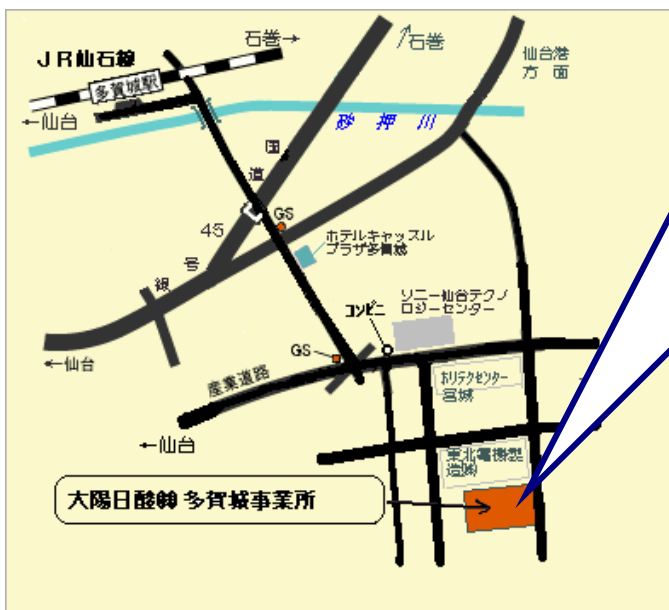 石巻→
石巻
仙台港
方 面
ＪＲ仙石線
多賀城駅
←仙台
砂 押 川
国
道
45
号
線
GS
ホテルキャッスル
プラザ多賀城
コンビニ
ソニー仙台テクノ
ロジーセンター
←仙台
GS
産業道路
ポリテクセンター
宮城
←仙台
東北電機製
造㈱
大陽日酸㈱ 多賀城事業所